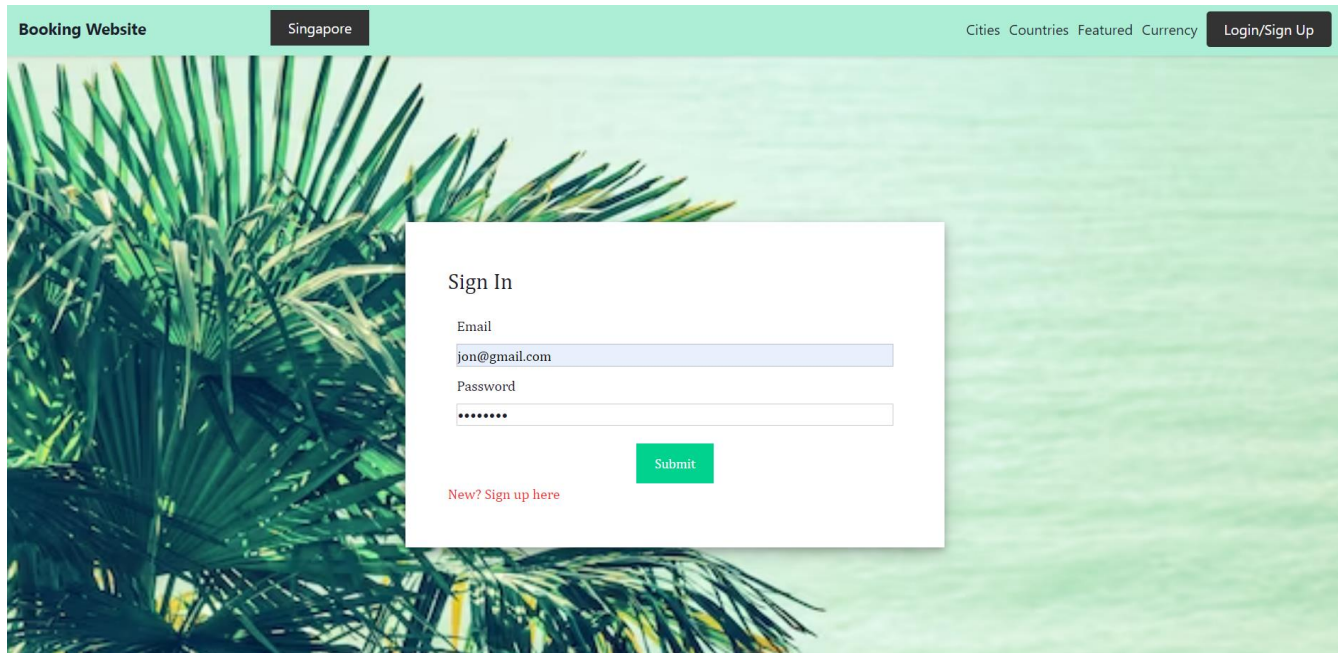 Booking Website Singapore Cities Countries Featured Currency Login/Sign Up
Sign In
Email
jon@gmail.com
Password
••••••••
Submit
New? Sign up here